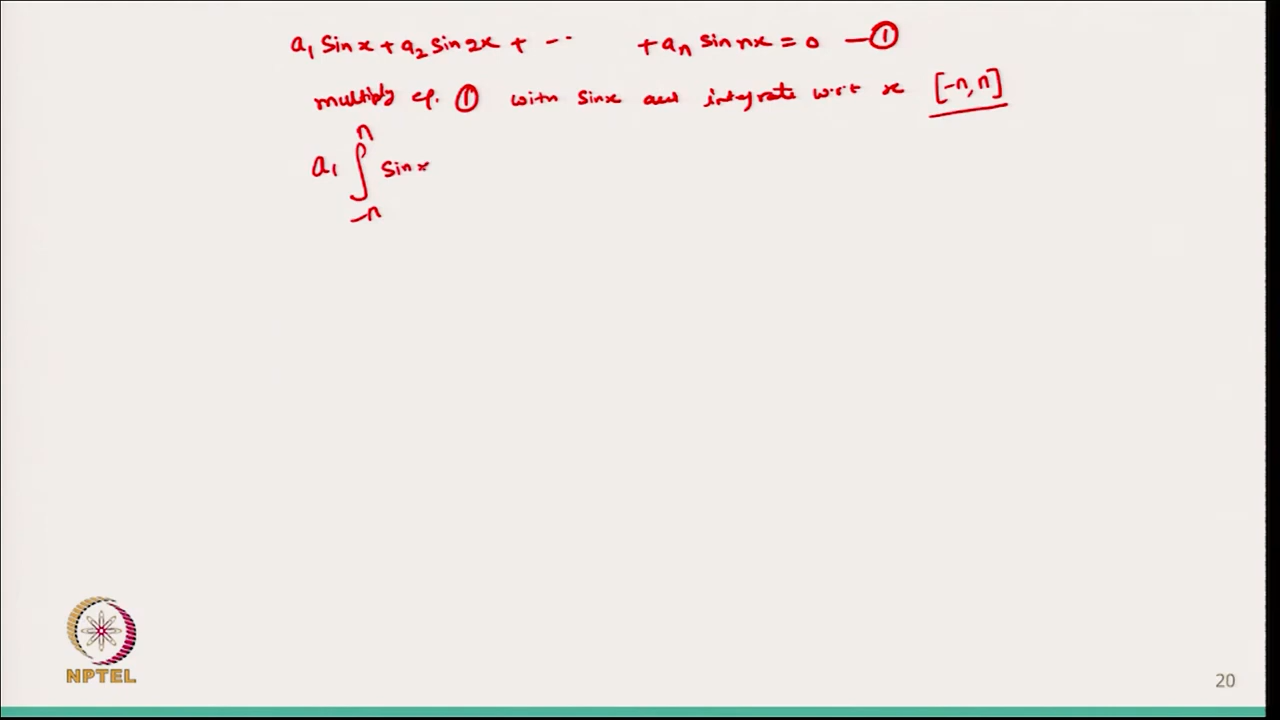 a₁ Sin x + a₂ Sin 2x + -- + aₙ sin nx = 0 — ①
multiply eq. ① with Sinx and integrate w.r.t x [-π, π]
a₁ ∫_{-π}^{π} Sin x
NPTEL
20